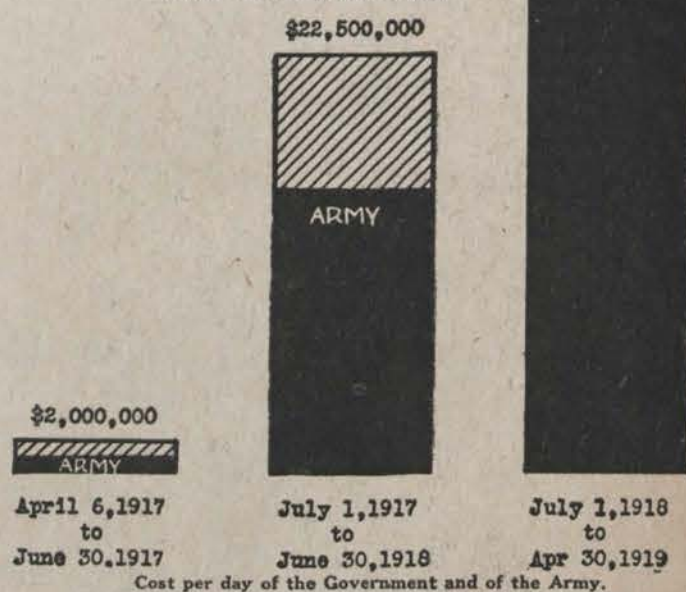 $22,500,000
ARMY
$2,000,000
ARMY
April 6,1917
to
June 30.1917
July 1,1917
to
June 30,1918
July 1,1918
to
Apr 30,1919
Cost per day of the Government and of the Army.